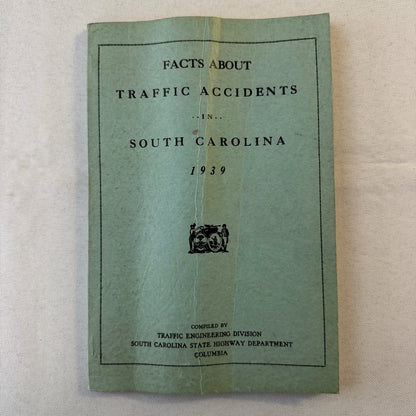 FACTS ABOUT
TRAFFIC ACCIDENTS
--IN--
SOUTH CAROLINA
1939
COMPILED BY
TRAFFIC ENGINEERING DIVISION
SOUTH CAROLINA STATE HIGHWAY DEPARTMENT
COLUMBIA